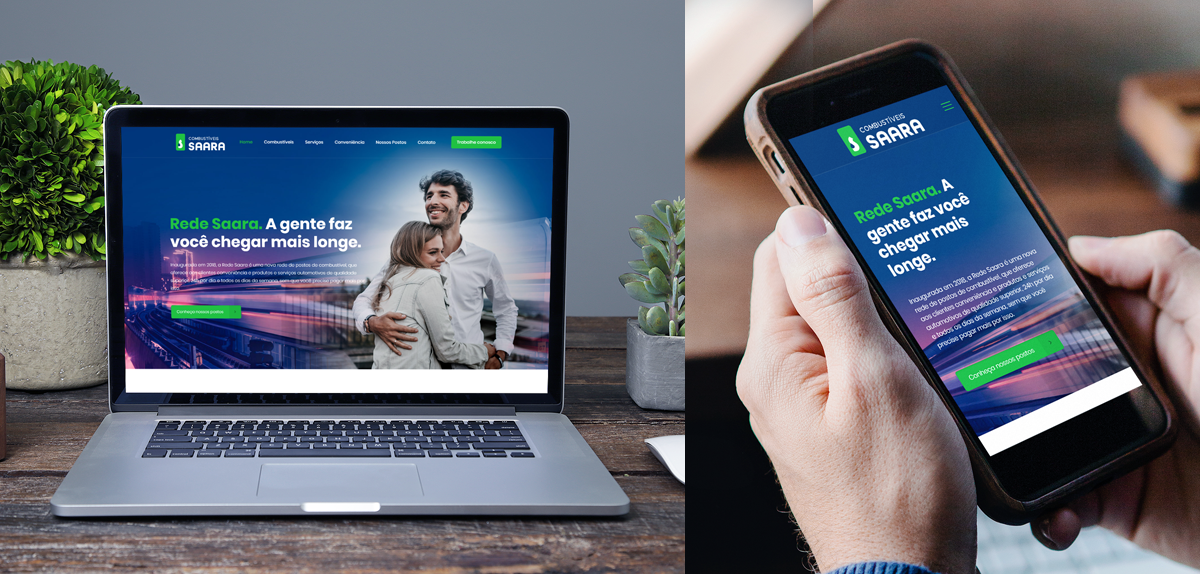 COMBUSTÍVEIS
SAARA
Home Combustíveis Serviços Conveniência Nossos Postos Contato Trabalhe conosco
Rede Saara. A gente faz
você chegar mais longe.
Inaugurada em 2018, a Rede Saara é uma nova rede de postos de combustível, que
oferece aos clientes conveniência e produtos e serviços automotivos de qualidade
superior, 24h por dia e todos os dias da semana, sem que você precise pagar mais por
isso.
Conheça nossos postos
COMBUSTÍVEIS
SAARA
Rede Saara. A
gente faz você
chegar mais
longe.
Inaugurada em 2018, a Rede Saara é uma nova
rede de postos de combustível, que oferece
aos clientes conveniência e produtos e serviços
automotivos de qualidade superior, 24h por dia
e todos os dias da semana, sem que você
precise pagar mais por isso.
Conheça nossos postos